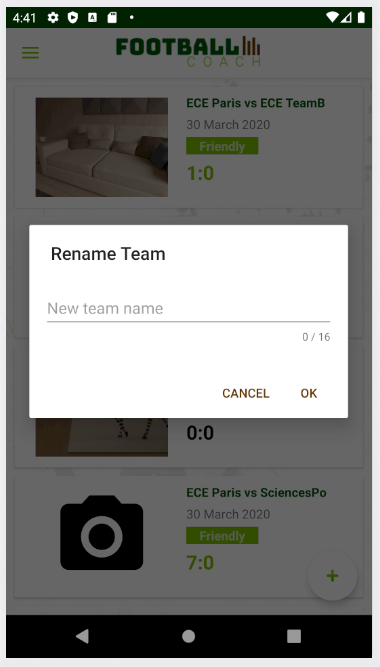 4:41
FOOTBALL
COACH
ECE Paris vs ECE TeamB
30 March 2020
Friendly
1:0
Rename Team
New team name
0 / 16
CANCEL
OK
0:0
ECE Paris vs SciencesPo
30 March 2020
Friendly
7:0
+